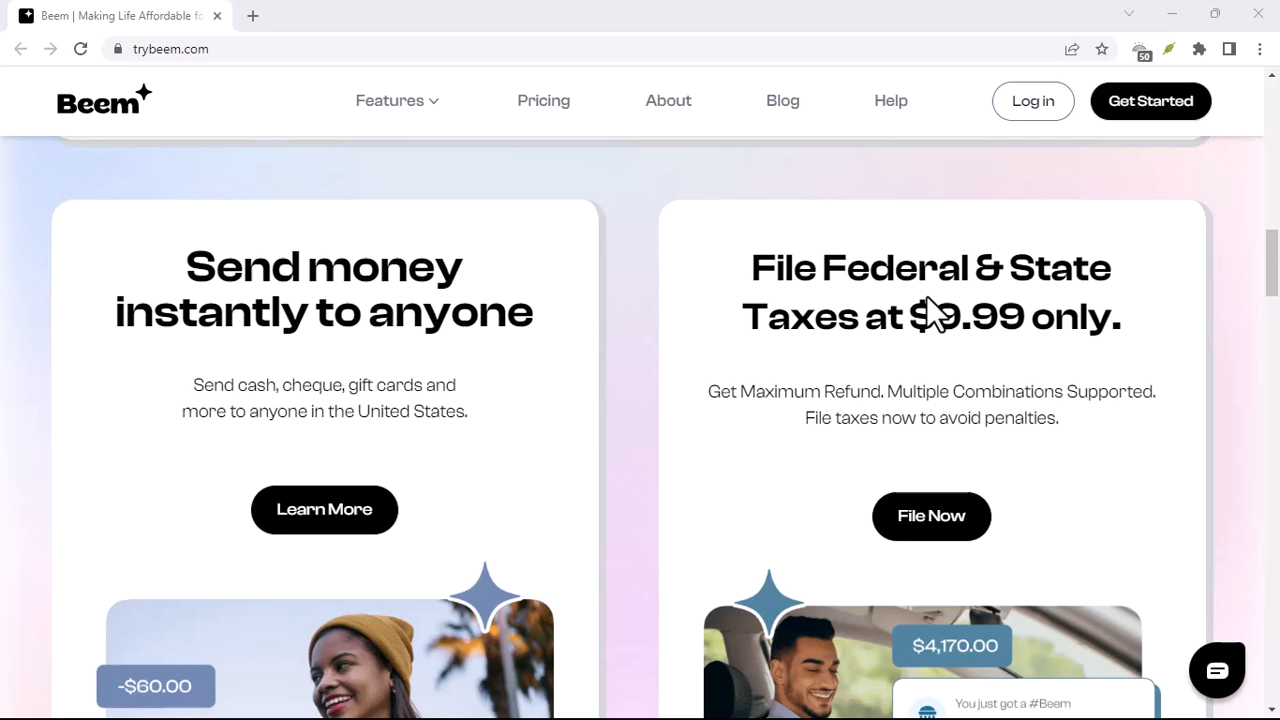 Beem | Making Life Affordable fo
trybeem.com
50
Beem
Features
Pricing
About
Blog
Help
Log in
Get Started
Send money
instantly to anyone
Send cash, cheque, gift cards and
more to anyone in the United States.
Learn More
-$60.00
File Federal & State
Taxes at $9.99 only.
Get Maximum Refund. Multiple Combinations Supported.
File taxes now to avoid penalties.
File Now
$4,170.00
You just got a #Beem